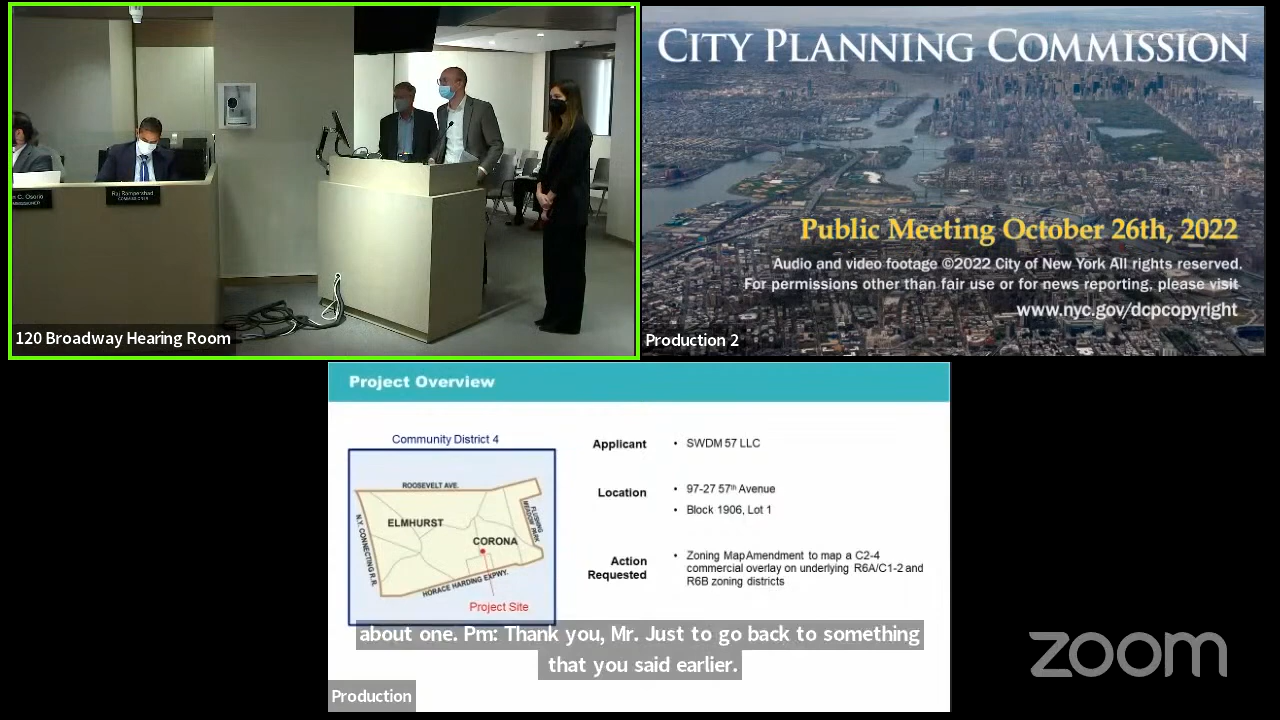 Raj Rampershad
COMMISSIONER
120 Broadway Hearing Room
CITY PLANNING COMMISSION
Public Meeting October 26th, 2022
Audio and video footage ©2022 City of New York All rights reserved.
For permissions other than fair use or for news reporting, please visit
www.nyc.gov/dcpcopyright
Production 2
Project Overview
Community District 4
ROOSEVELT AVE.
FLUSHING
MEADOW PARK
ELMHURST
CORONA
N.Y. CONNECTING R.R.
HORACE HARDING EXPWY.
Project Site
Applicant
• SWDM 57 LLC
Location
• 97-27 57th Avenue
• Block 1906, Lot 1
Action
Requested
• Zoning Map Amendment to map a C2-4
commercial overlay on underlying R6A/C1-2 and
R6B zoning districts
about one. Pm: Thank you, Mr. Just to go back to something
that you said earlier.
Production
zoom